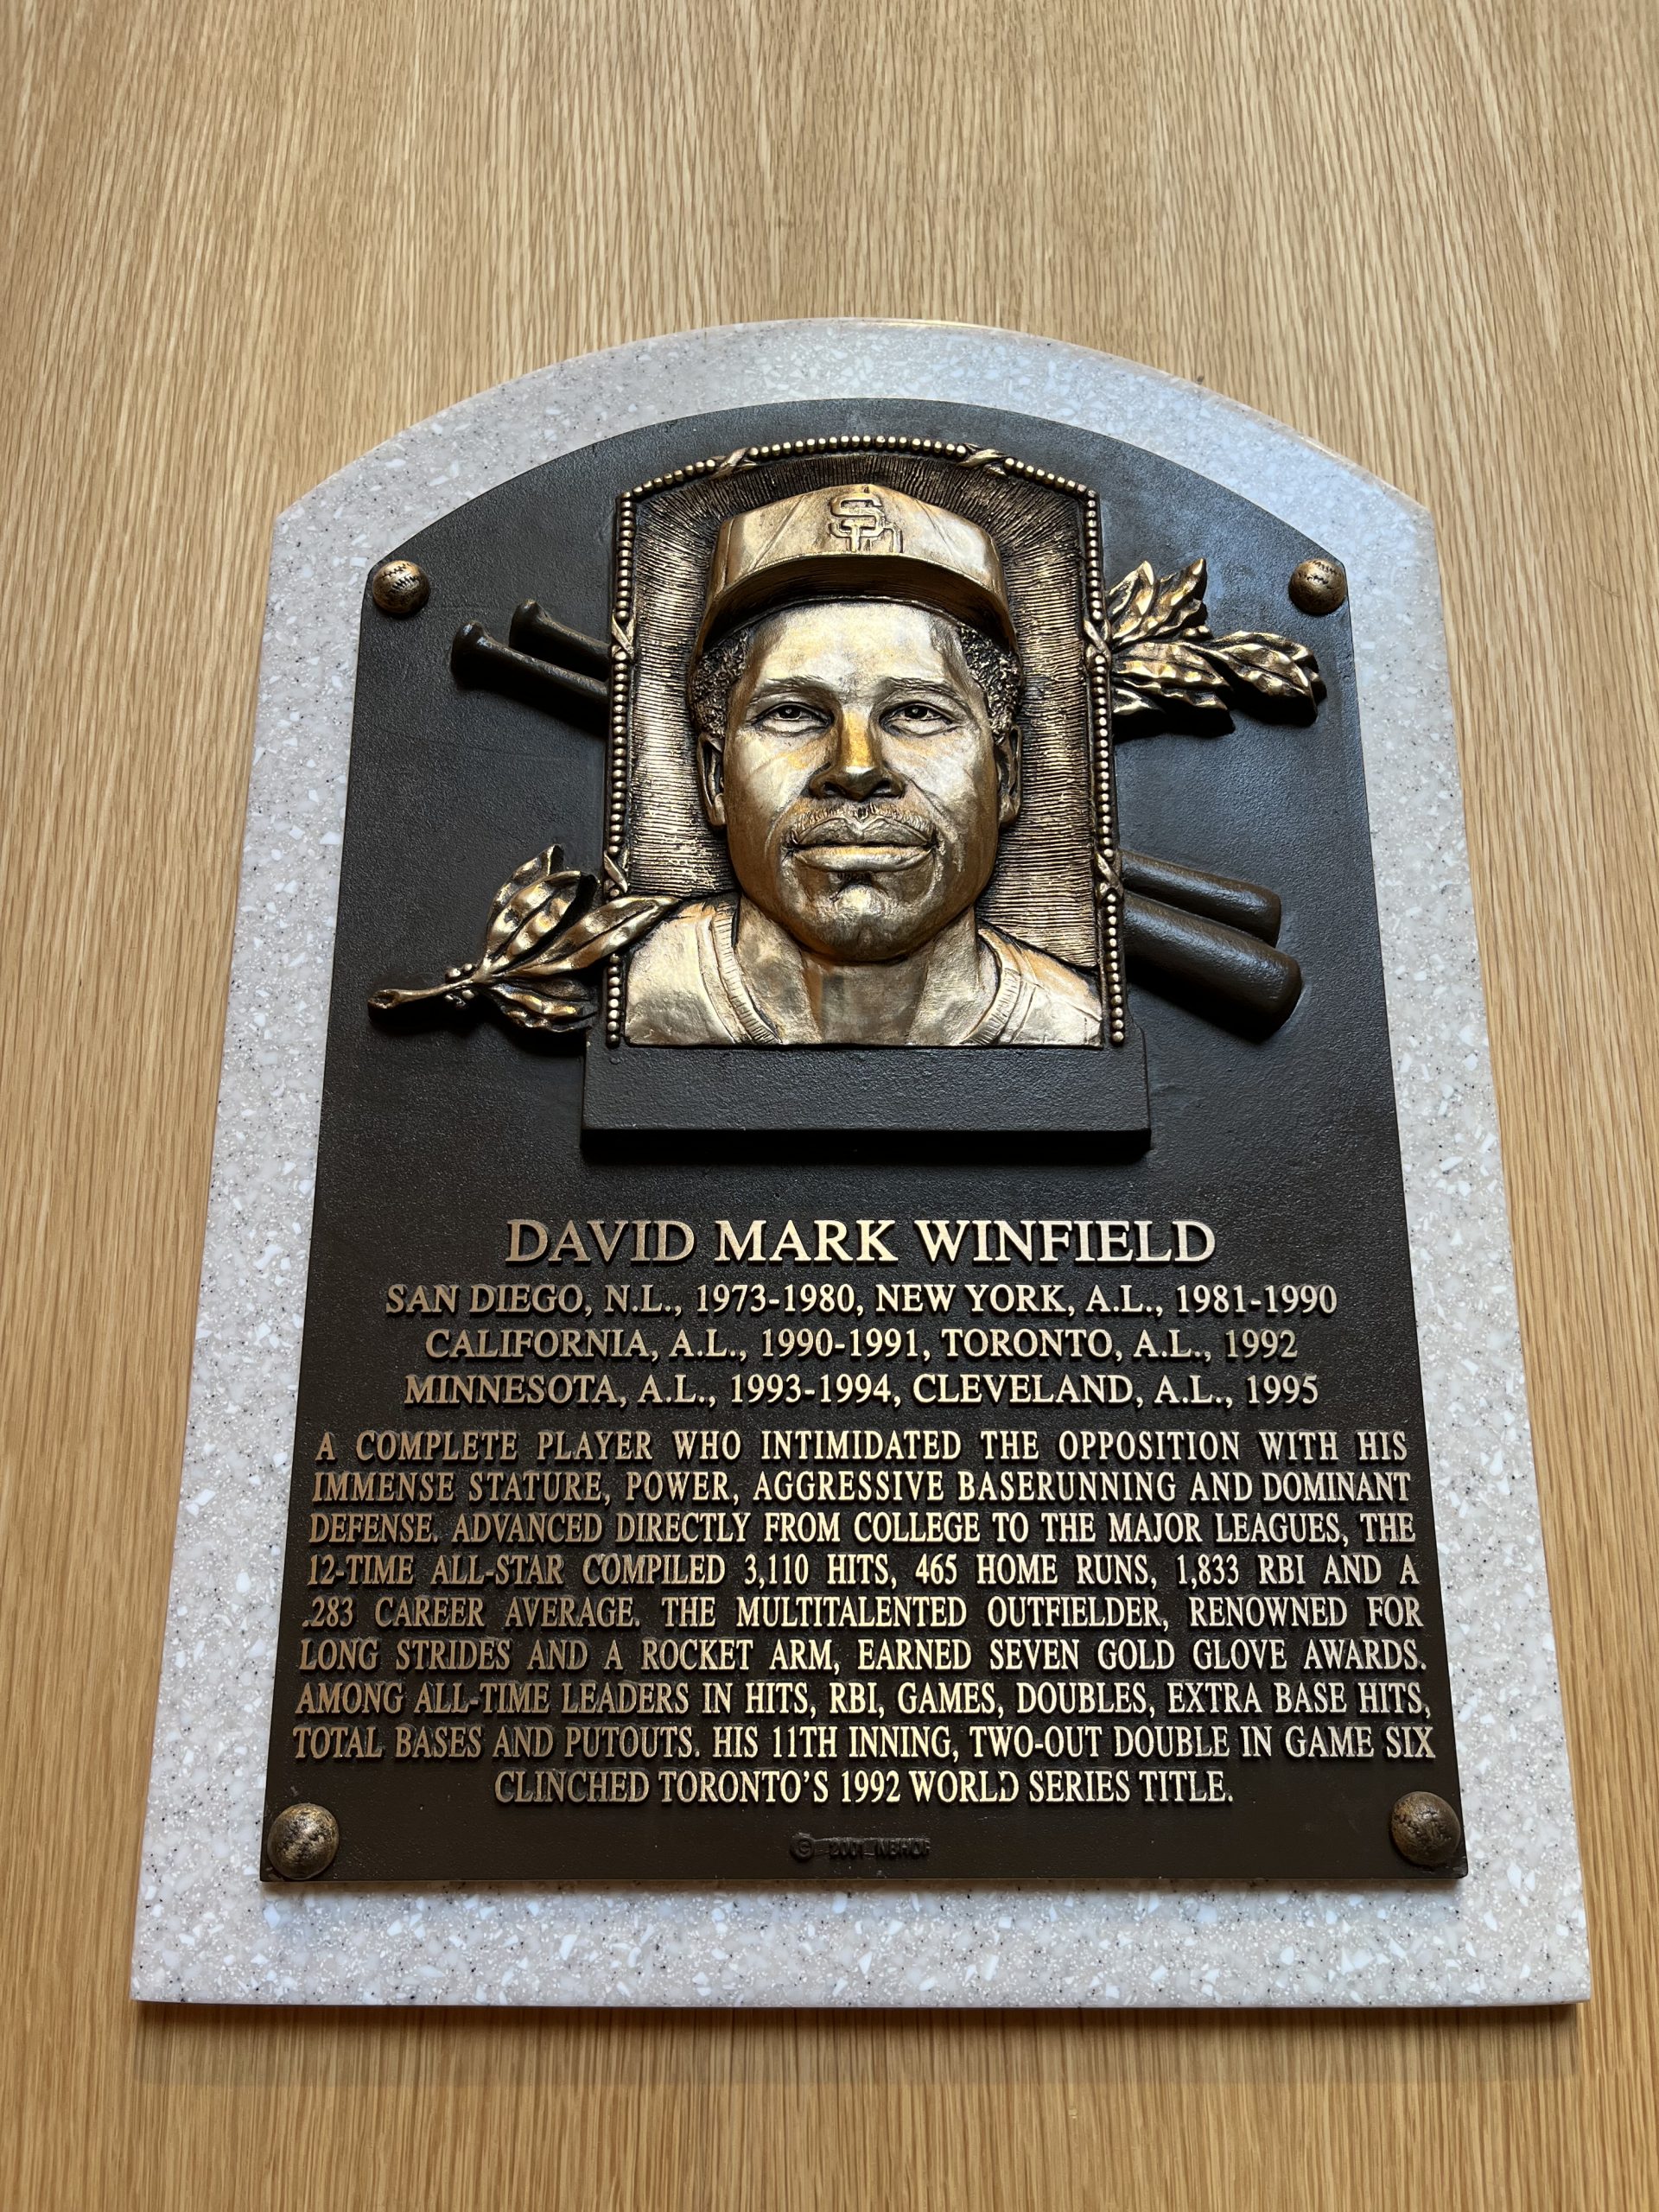 SD
DAVID MARK WINFIELD
SAN DIEGO, N.L., 1973-1980, NEW YORK, A.L., 1981-1990
CALIFORNIA, A.L., 1990-1991, TORONTO, A.L., 1992
MINNESOTA, A.L., 1993-1994, CLEVELAND, A.L., 1995
A COMPLETE PLAYER WHO INTIMIDATED THE OPPOSITION WITH HIS
IMMENSE STATURE, POWER, AGGRESSIVE BASERUNNING AND DOMINANT
DEFENSE. ADVANCED DIRECTLY FROM COLLEGE TO THE MAJOR LEAGUES, THE
12-TIME ALL-STAR COMPILED 3,110 HITS, 465 HOME RUNS, 1,833 RBI AND A
.283 CAREER AVERAGE. THE MULTITALENTED OUTFIELDER, RENOWNED FOR
LONG STRIDES AND A ROCKET ARM, EARNED SEVEN GOLD GLOVE AWARDS.
AMONG ALL-TIME LEADERS IN HITS, RBI, GAMES, DOUBLES, EXTRA BASE HITS,
TOTAL BASES AND PUTOUTS. HIS 11TH INNING, TWO-OUT DOUBLE IN GAME SIX
CLINCHED TORONTO'S 1992 WORLD SERIES TITLE.
© 2001 NBHOF